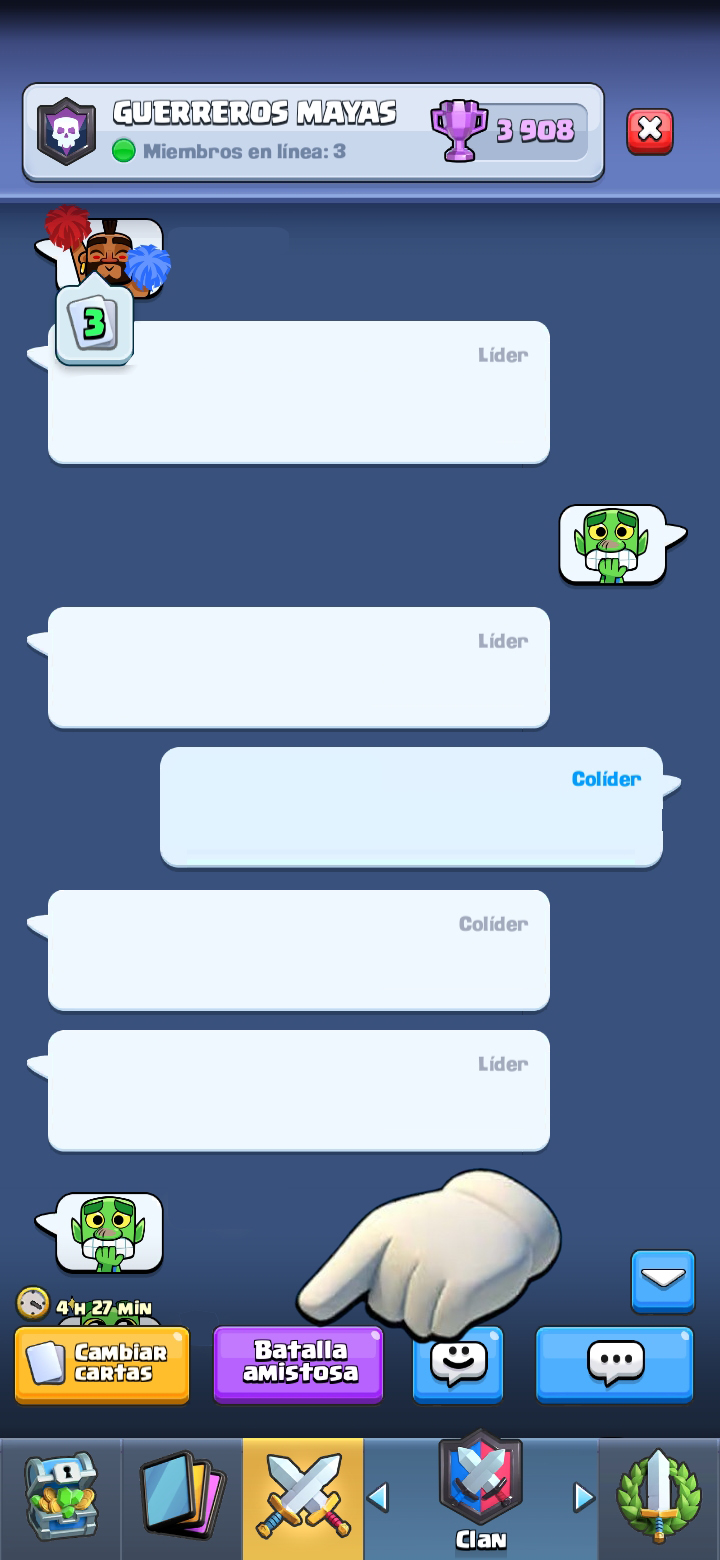 GUERREROS MAYAS
3 908
Miembros en línea: 3
3
Líder
Líder
Colíder
Colíder
Líder
4 H 27 MIN
Cambiar
cartas
Batalla
amistosa
Clan